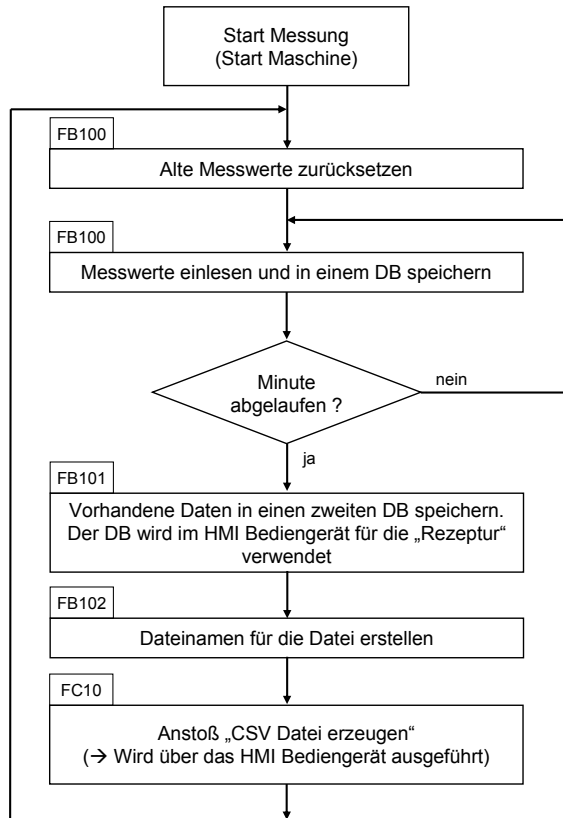 Start Messung
(Start Maschine)
FB100
Alte Messwerte zurücksetzen
FB100
Messwerte einlesen und in einem DB speichern
Minute
abgelaufen ?
nein
ja
FB101
Vorhandene Daten in einen zweiten DB speichern.
Der DB wird im HMI Bediengerät für die „Rezeptur“
verwendet
FB102
Dateinamen für die Datei erstellen
FC10
Anstoß „CSV Datei erzeugen“
(→ Wird über das HMI Bediengerät ausgeführt)